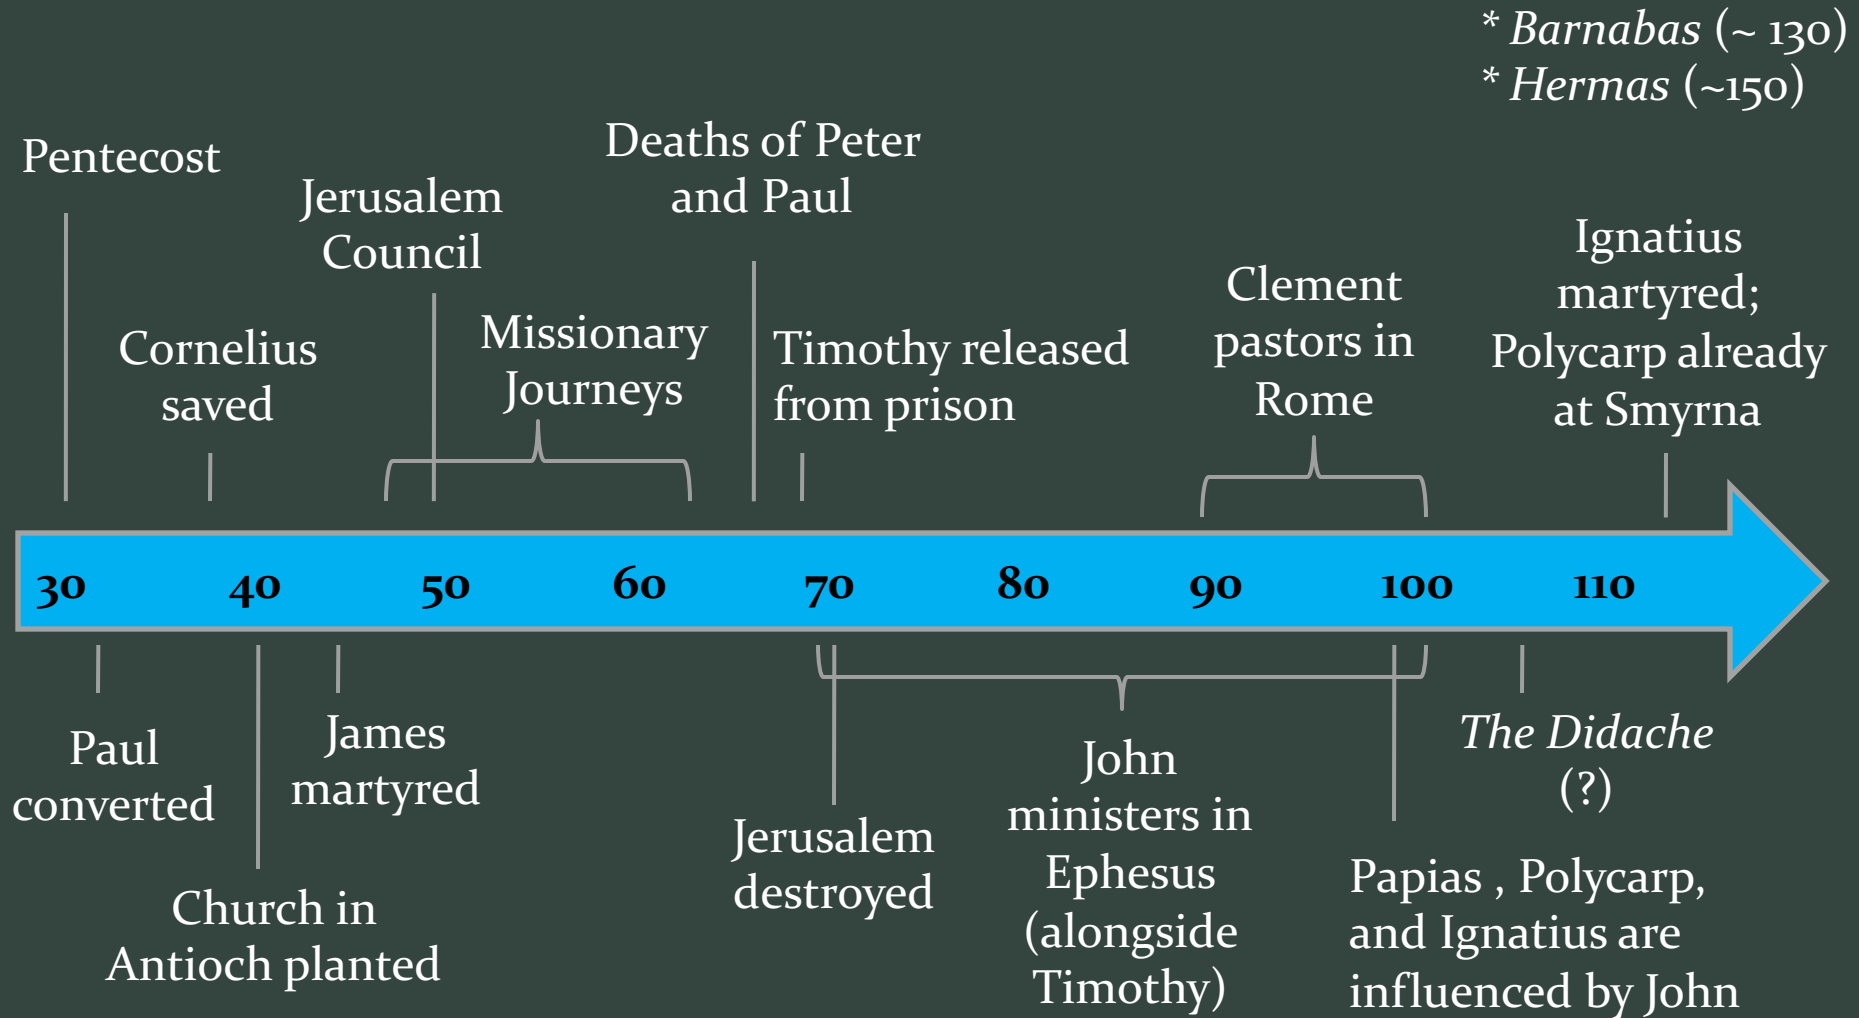 * Barnabas (~ 130)
* Hermas (~150)
Pentecost
Cornelius
saved
Jerusalem
Council
Missionary
Journeys
Deaths of Peter
and Paul
Timothy released
from prison
Clement
pastors in
Rome
Ignatius
martyred;
Polycarp already
at Smyrna
30 40 50 60 70 80 90 100 110
Paul
converted
Church in
Antioch planted
James
martyred
Jerusalem
destroyed
John
ministers in
Ephesus
(alongside
Timothy)
Papias , Polycarp,
and Ignatius are
influenced by John
The Didache
(?)